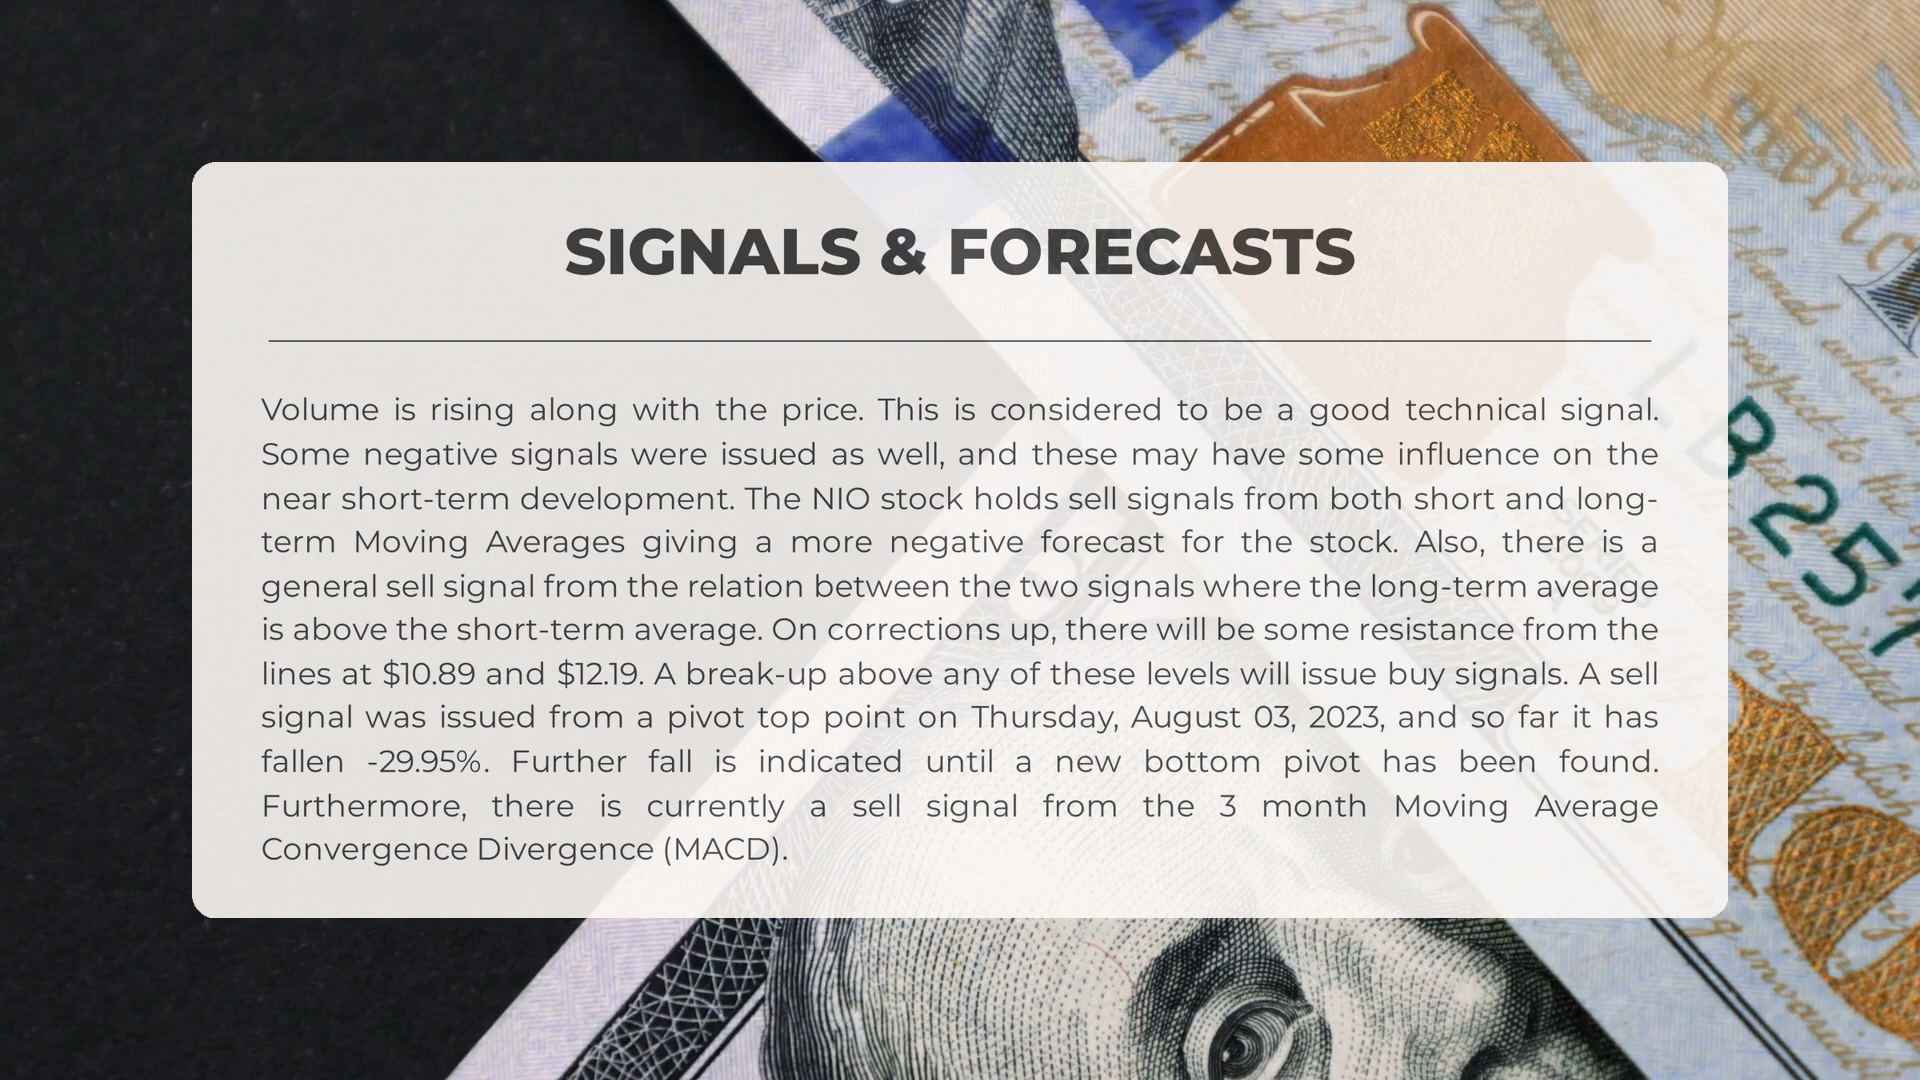 SIGNALS & FORECASTS
Volume is rising along with the price. This is considered to be a good technical signal.
Some negative signals were issued as well, and these may have some influence on the
near short-term development. The NIO stock holds sell signals from both short and long-
term Moving Averages giving a more negative forecast for the stock. Also, there is a
general sell signal from the relation between the two signals where the long-term average
is above the short-term average. On corrections up, there will be some resistance from the
lines at $10.89 and $12.19. A break-up above any of these levels will issue buy signals. A sell
signal was issued from a pivot top point on Thursday, August 03, 2023, and so far it has
fallen -29.95%. Further fall is indicated until a new bottom pivot has been found.
Furthermore, there is currently a sell signal from the 3 month Moving Average
Convergence Divergence (MACD).